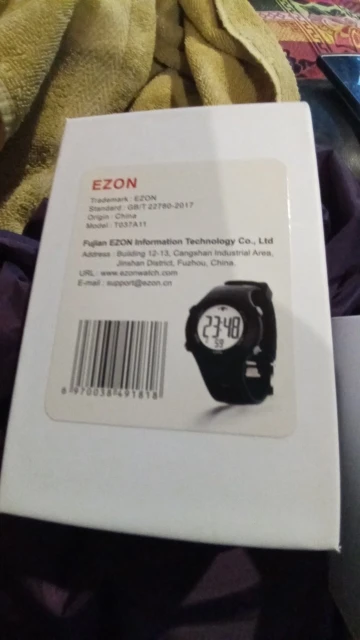 EZON
Trademark : EZON
Standard : GB/T 22780-2017
Origin : China
Model : T037A11
Fujian EZON Information Technology Co., Ltd
Address : Building 12-13, Cangshan Industrial Area,
Jinshan District, Fuzhou, China.
URL : www.ezonwatch.com
E-mail : support@ezon.cn
6 970038 491818
23:48
59